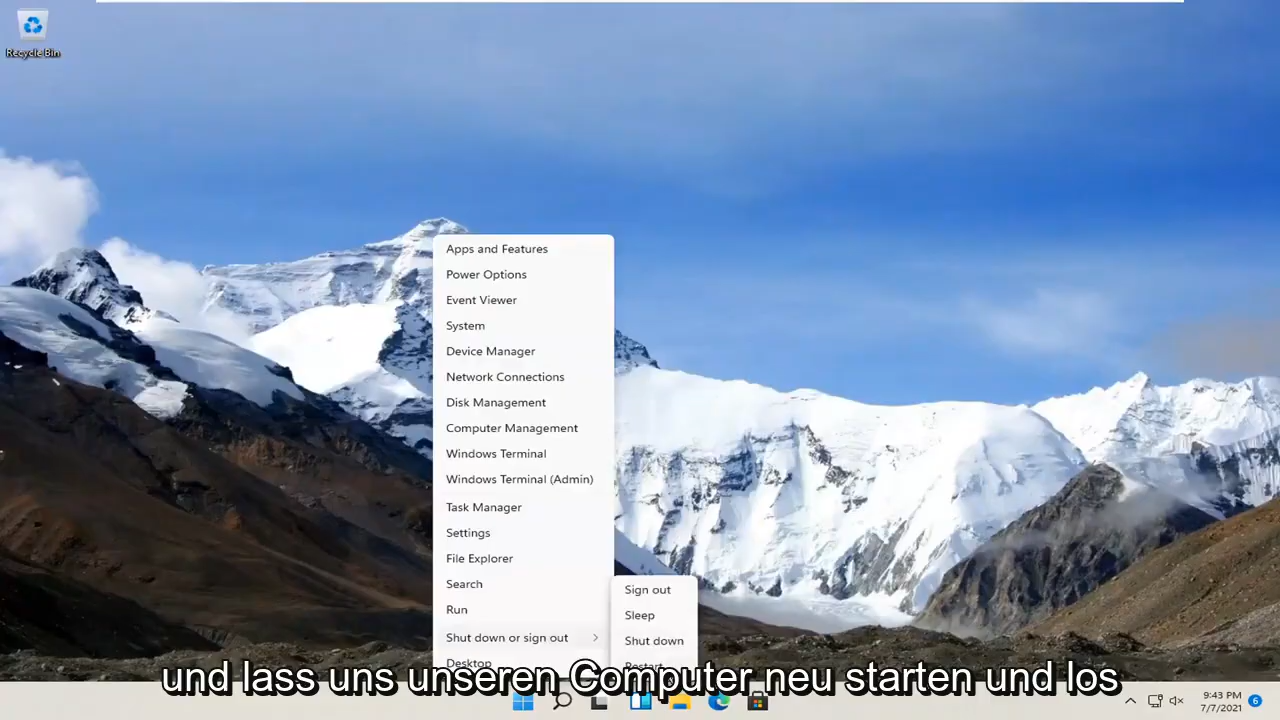 Recycle Bin
Apps and Features
Power Options
Event Viewer
System
Device Manager
Network Connections
Disk Management
Computer Management
Windows Terminal
Windows Terminal (Admin)
Task Manager
Settings
File Explorer
Search
Run
Shut down or sign out
Desktop
Sign out
Sleep
Shut down
Restart
und lass uns unseren Computer neu starten und los
9:43 PM
7/7/2021
6